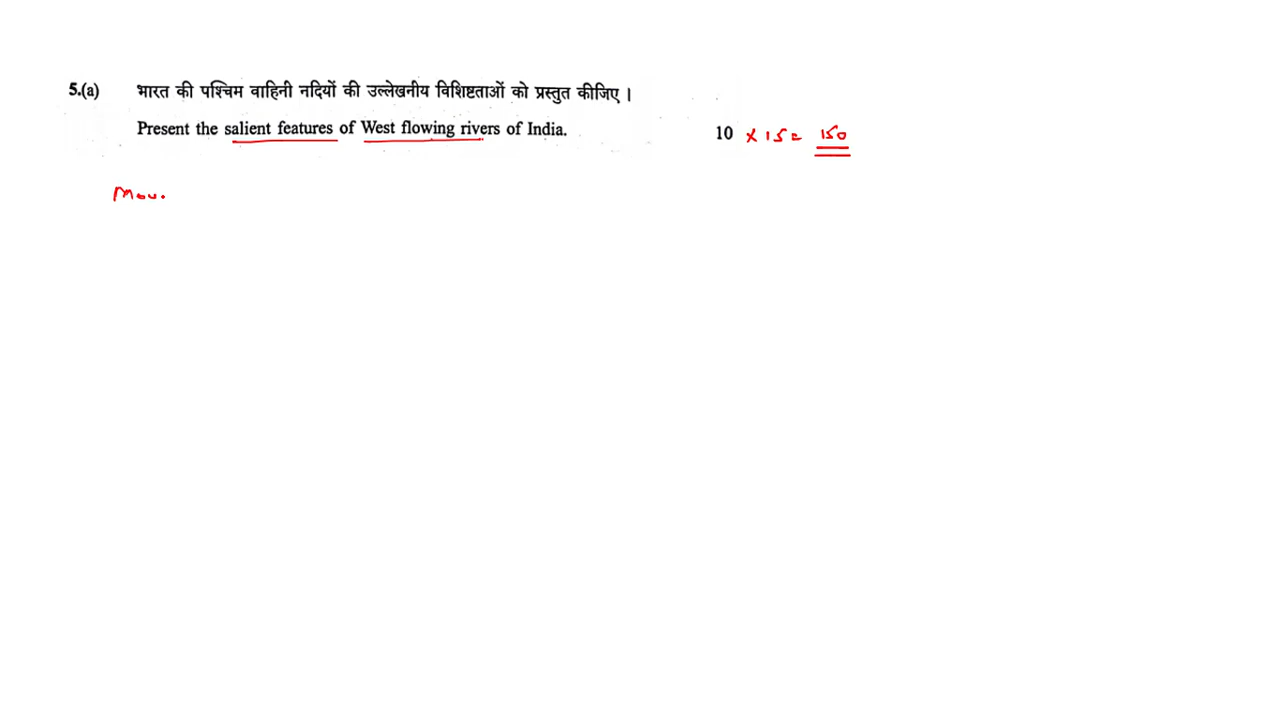 5.(a) भारत की पश्चिम वाहिनी नदियों की उल्लेखनीय विशिष्टताओं को प्रस्तुत कीजिए ।
Present the salient features of West flowing rivers of India. 10 × 15 = 150